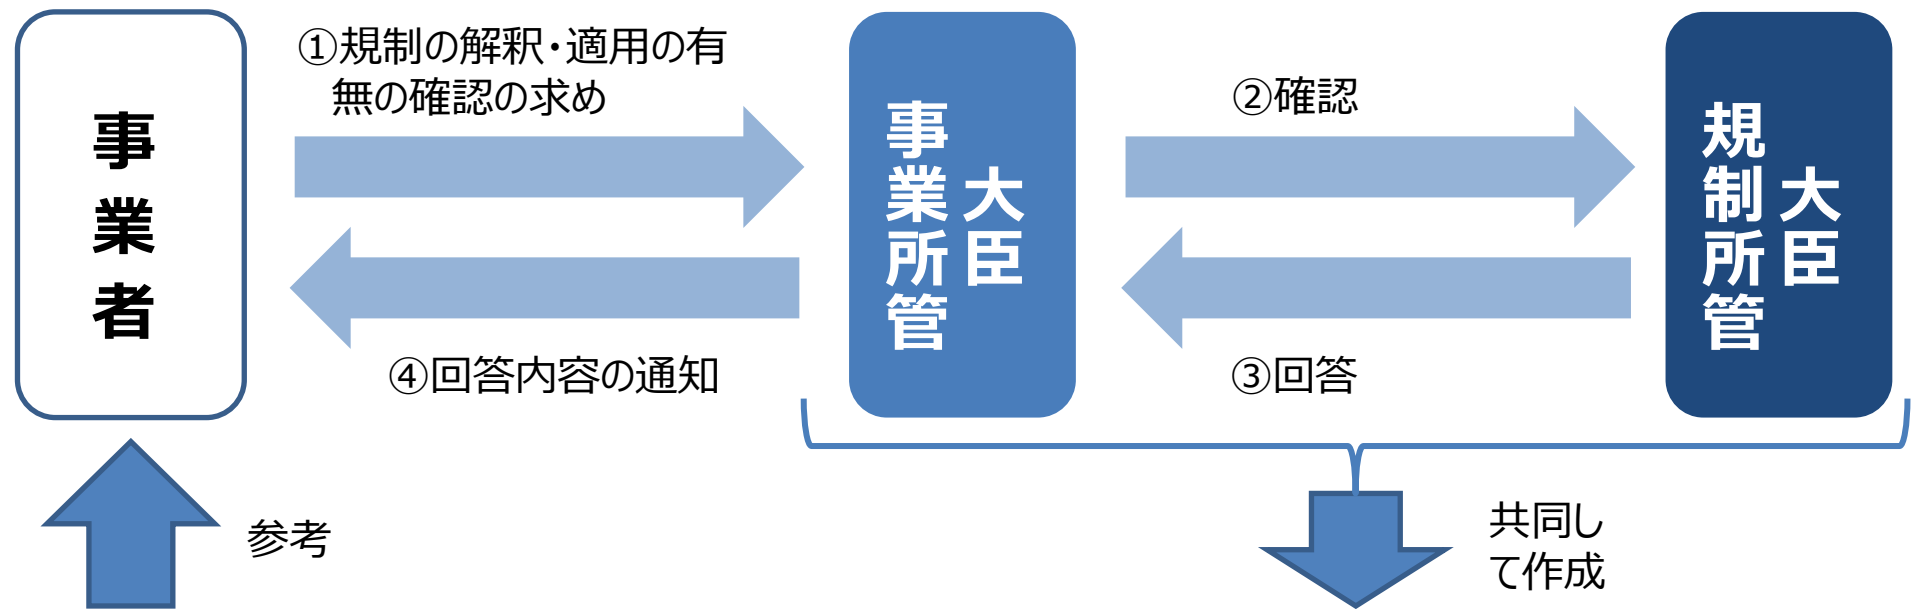 事業者
①規制の解釈・適用の有
無の確認の求め
④回答内容の通知
事業所管
大臣
②確認
③回答
規制所管
大臣
参考
共同し
て作成